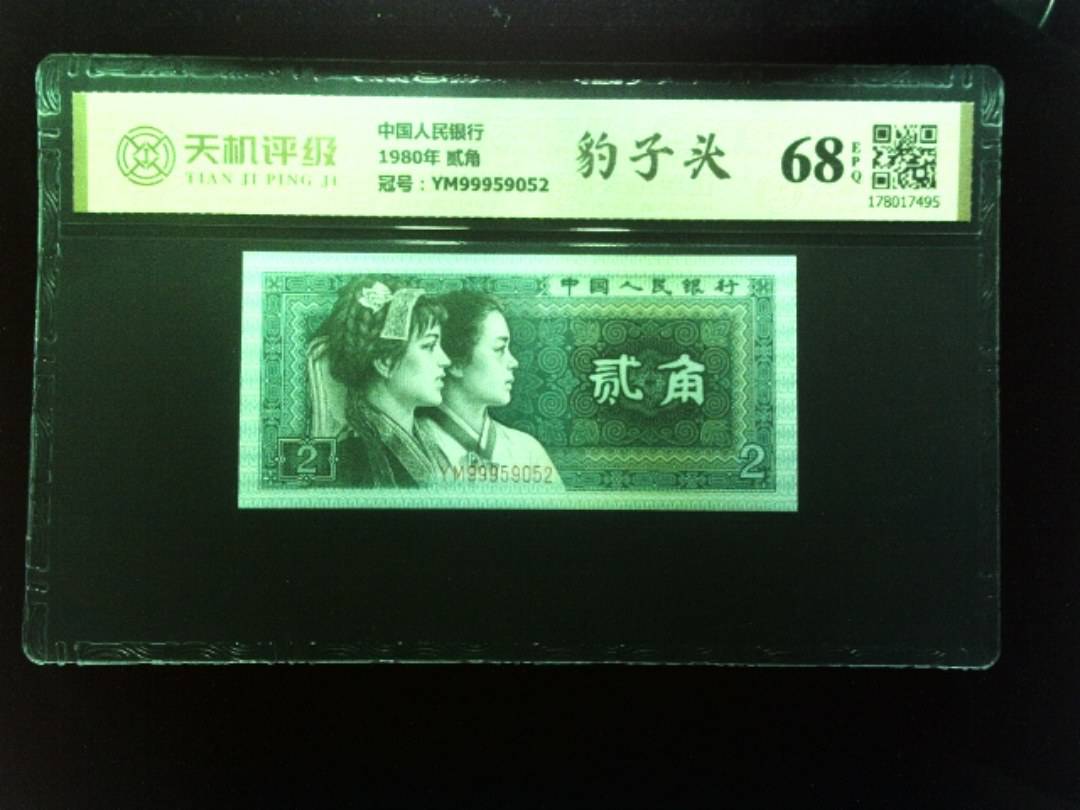 天机评级
TIAN JI PING JI
中国人民银行
1980年 贰角
冠号：YM99959052
豹子头
68
EPQ
178017495
中国人民银行
贰角
2
2
YM99959052